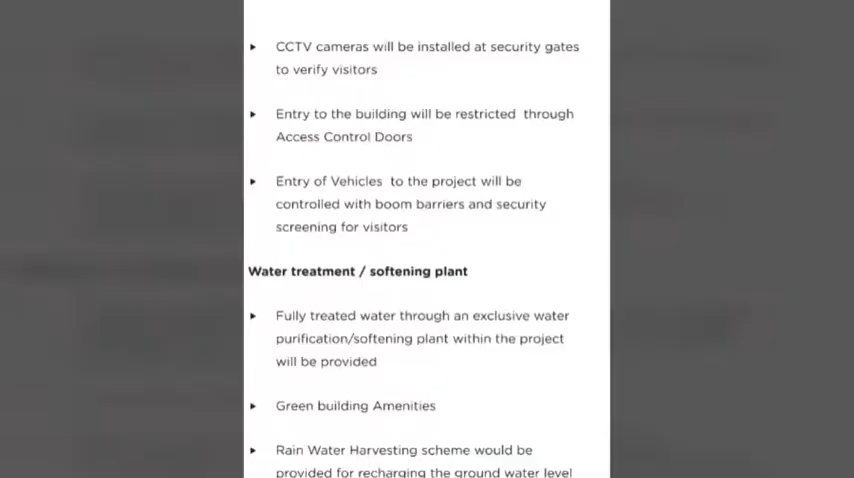 CCTV cameras will be installed at security gates
to verify visitors
Entry to the building will be restricted through
Access Control Doors
Entry of Vehicles to the project will be
controlled with boom barriers and security
screening for visitors
Water treatment / softening plant
Fully treated water through an exclusive water
purification/softening plant within the project
will be provided
Green building Amenities
Rain Water Harvesting scheme would be
provided for recharging the ground water level